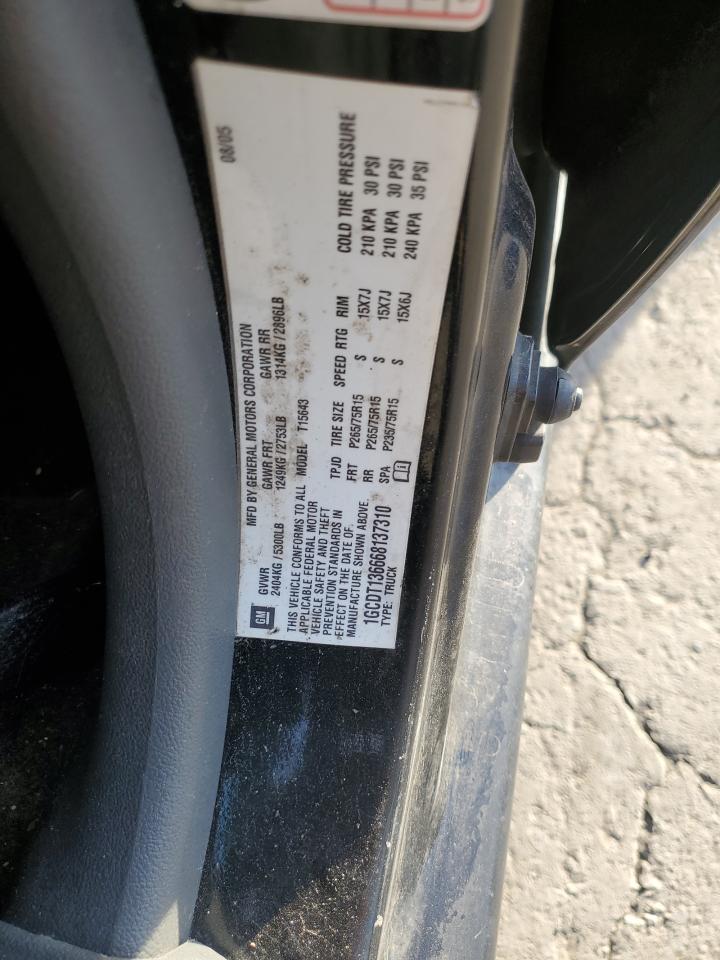 08/05
MFD BY GENERAL MOTORS CORPORATION
GM
GVWR GAWR FRT GAWR RR
2404KG/5300LB 1249KG/2753LB 1314KG/2896LB
THIS VEHICLE CONFORMS TO ALL
APPLICABLE FEDERAL MOTOR
VEHICLE SAFETY AND THEFT
PREVENTION STANDARDS IN
EFFECT ON THE DATE OF
MANUFACTURE SHOWN ABOVE.
1GCDT136668137310
TYPE: TRUCK
MODEL T15643
TPJD TIRE SIZE SPEED RTG RIM COLD TIRE PRESSURE
FRT P265/75R15 S 15X7J 210 KPA 30 PSI
RR P265/75R15 S 15X7J 210 KPA 30 PSI
SPA P235/75R15 S 15X6J 240 KPA 35 PSI